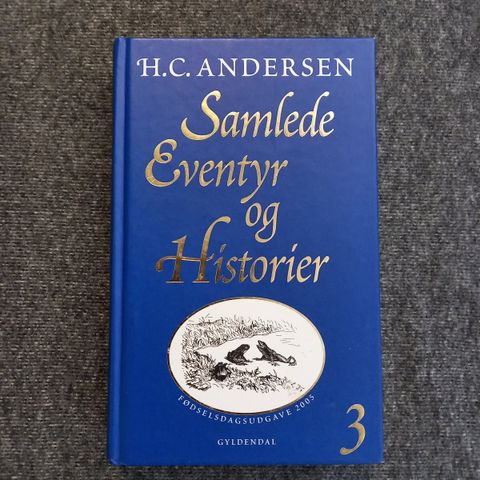 H.C. ANDERSEN
Samlede
Eventyr
og
Historier
FØDSELSDAGSUDGAVE 2005
GYLDENDAL
3